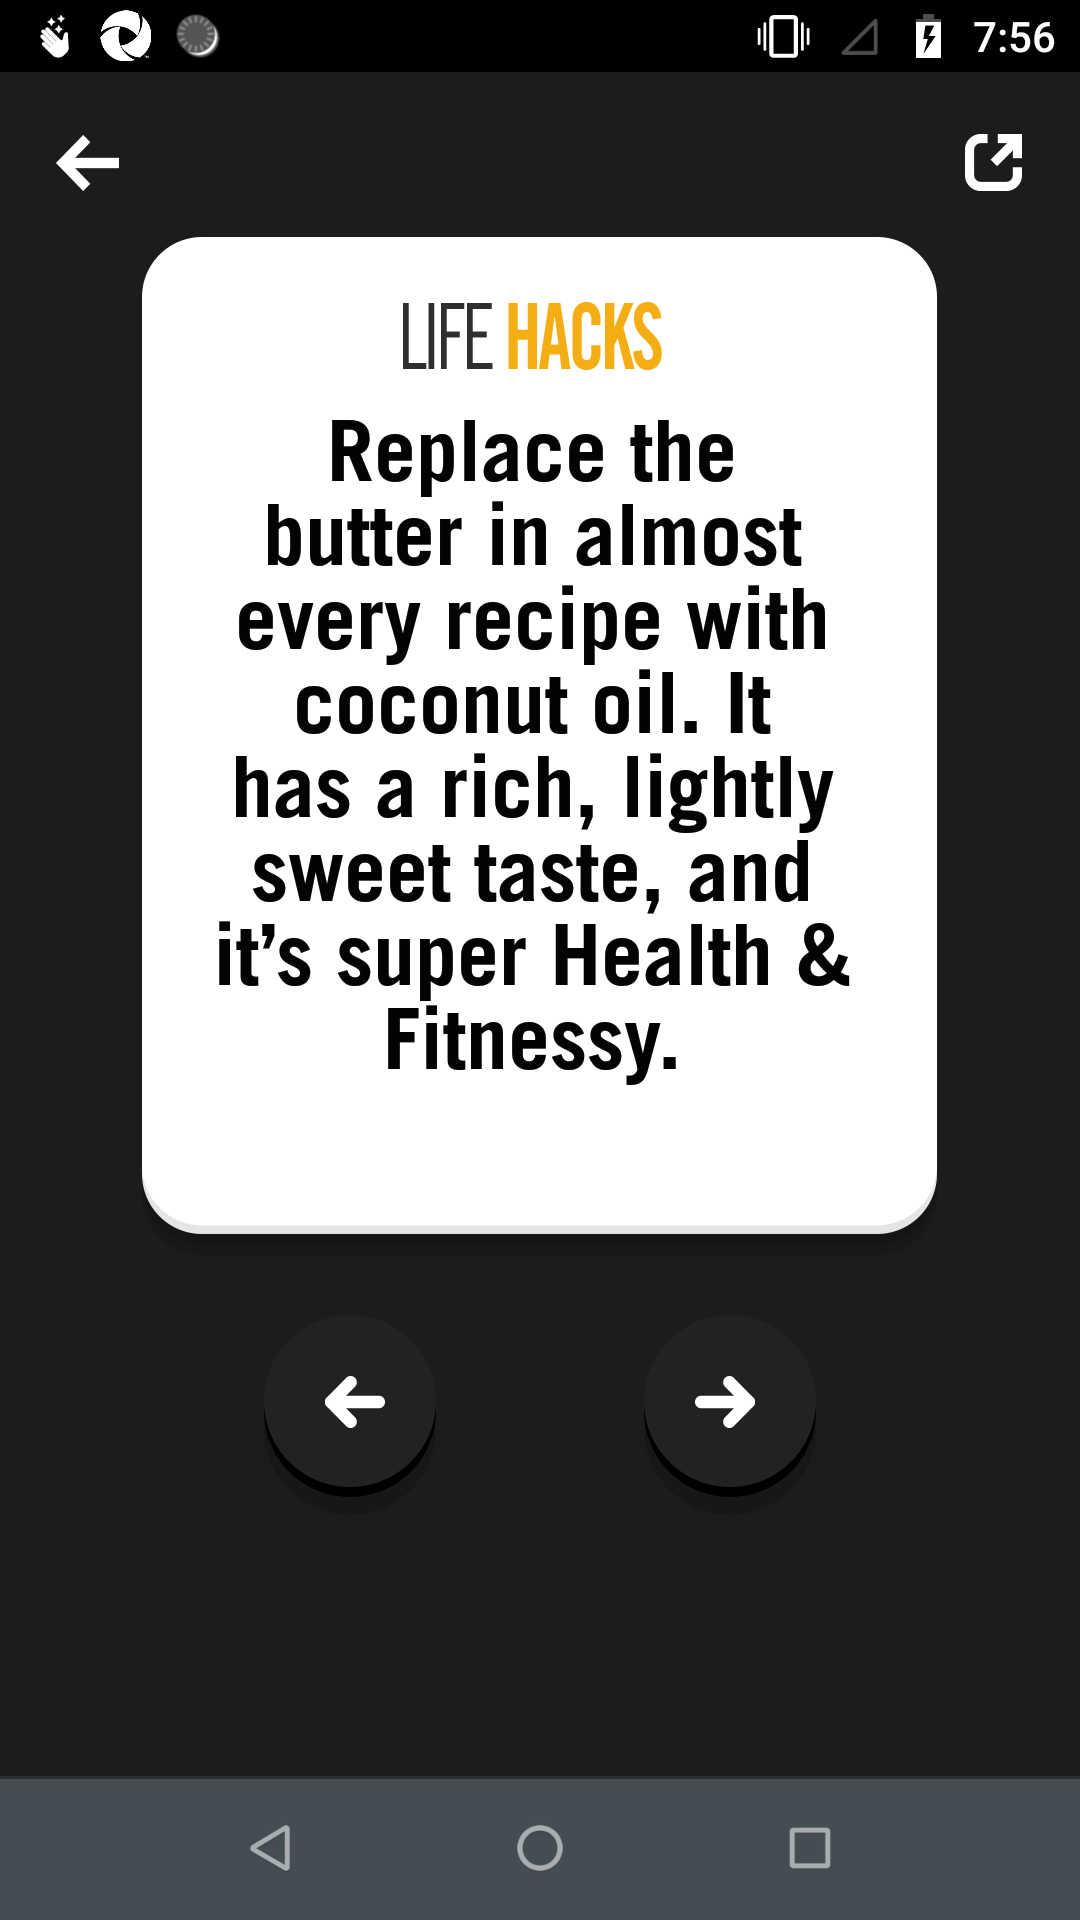 7:56
LIFE HACKS
Replace the
butter in almost
every recipe with
coconut oil. It
has a rich, lightly
sweet taste, and
it’s super Health &
Fitnessy.